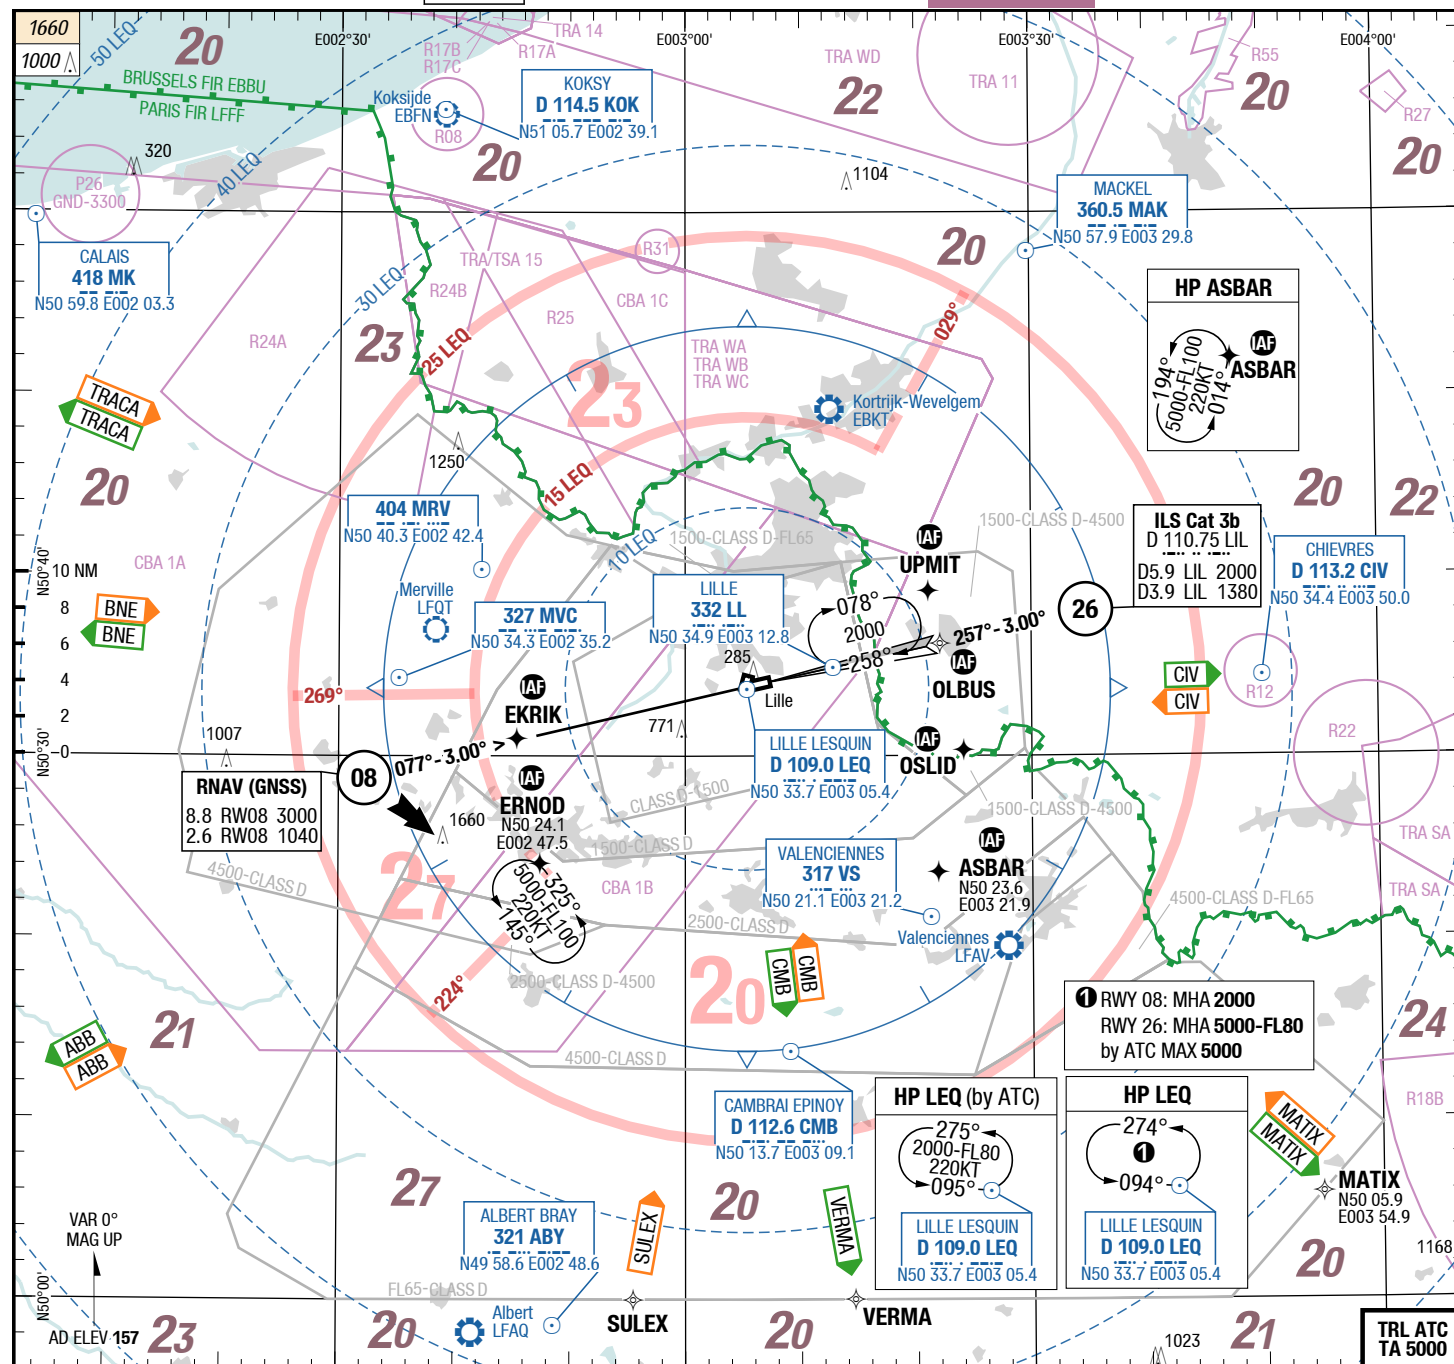 1660
1000
50 LEQ
20
BRUSSELS FIR EBBU
PARIS FIR LFFF
E002°30'
E003°00'
E003°30'
E004°00'
R17B
R17C
R17A
TRA 14
TRA WD
22
TRA 11
R55
20
R27
20
Koksijde
EBFN
R08
KOKSY
D 114.5 KOK
N51 05.7 E002 39.1
20
320
P26
GND-3300
40 LEQ
1104
CALAIS
418 MK
N50 59.8 E002 03.3
MACKEL
360.5 MAK
N50 57.9 E003 29.8
20
R31
TRA/TSA 15
R24B
30 LEQ
CBA 1C
R25
R24A
23
25 LEQ
029°
HP ASBAR
194°
5000-FL100
220KT
014°
IAF
ASBAR
TRA WA
TRA WB
TRA WC
23
TRACA
TRACA
Kortrijk-Wevelgem
EBKT
20
1250
15 LEQ
20
22
404 MRV
N50 40.3 E002 42.4
10 LEQ
1500-CLASS D-FL65
1500-CLASS D-4500
ILS Cat 3b
D 110.75 LIL
D5.9 LIL 2000
D3.9 LIL 1380
CHIEVRES
D 113.2 CIV
N50 34.4 E003 50.0
CBA 1A
N50°40'
10 NM
8
6
4
2
0
N50°30'
BNE
BNE
Merville
LFQT
327 MVC
N50 34.3 E002 35.2
LILLE
332 LL
N50 34.9 E003 12.8
IAF
UPMIT
078°
2000
258°
257°-3.00°
26
IAF
OLBUS
285
Lille
CIV
CIV
R12
269°
IAF
EKRIK
771
IAF
OSLID
R22
1007
077°-3.00° >
08
RNAV (GNSS)
8.8 RW08 3000
2.6 RW08 1040
LILLE LESQUIN
D 109.0 LEQ
N50 33.7 E003 05.4
CLASS D-1500
1500-CLASS D-4500
IAF
ERNOD
N50 24.1
E002 47.5
1660
1500-CLASS D
TRA SA
4500-CLASS D
27
325°
5000-FL100
220KT
145°
CBA 1B
VALENCIENNES
317 VS
N50 21.1 E003 21.2
IAF
ASBAR
N50 23.6
E003 21.9
TRA SA 7
4500-CLASS D-FL65
2500-CLASS D
Valenciennes
LFAV
CMB
CMB
224°
2500-CLASS D-4500
20
1 RWY 08: MHA 2000
RWY 26: MHA 5000-FL80
by ATC MAX 5000
24
21
ABB
ABB
4500-CLASS D
HP LEQ (by ATC)
275°
2000-FL80
220KT
095°
LILLE LESQUIN
D 109.0 LEQ
N50 33.7 E003 05.4
HP LEQ
274°
1
094°
LILLE LESQUIN
D 109.0 LEQ
N50 33.7 E003 05.4
MATIX
MATIX
R18B
CAMBRAI EPINOY
D 112.6 CMB
N50 13.7 E003 09.1
MATIX
N50 05.9
E003 54.9
27
20
VERMA
SULEX
ALBERT BRAY
321 ABY
N49 58.6 E002 48.6
VAR 0°
MAG UP
1168
20
N50°00'
FL65-CLASS D
AD ELEV 157
23
20
Albert
LFAQ
SULEX
VERMA
20
1023
21
TRL ATC
TA 5000